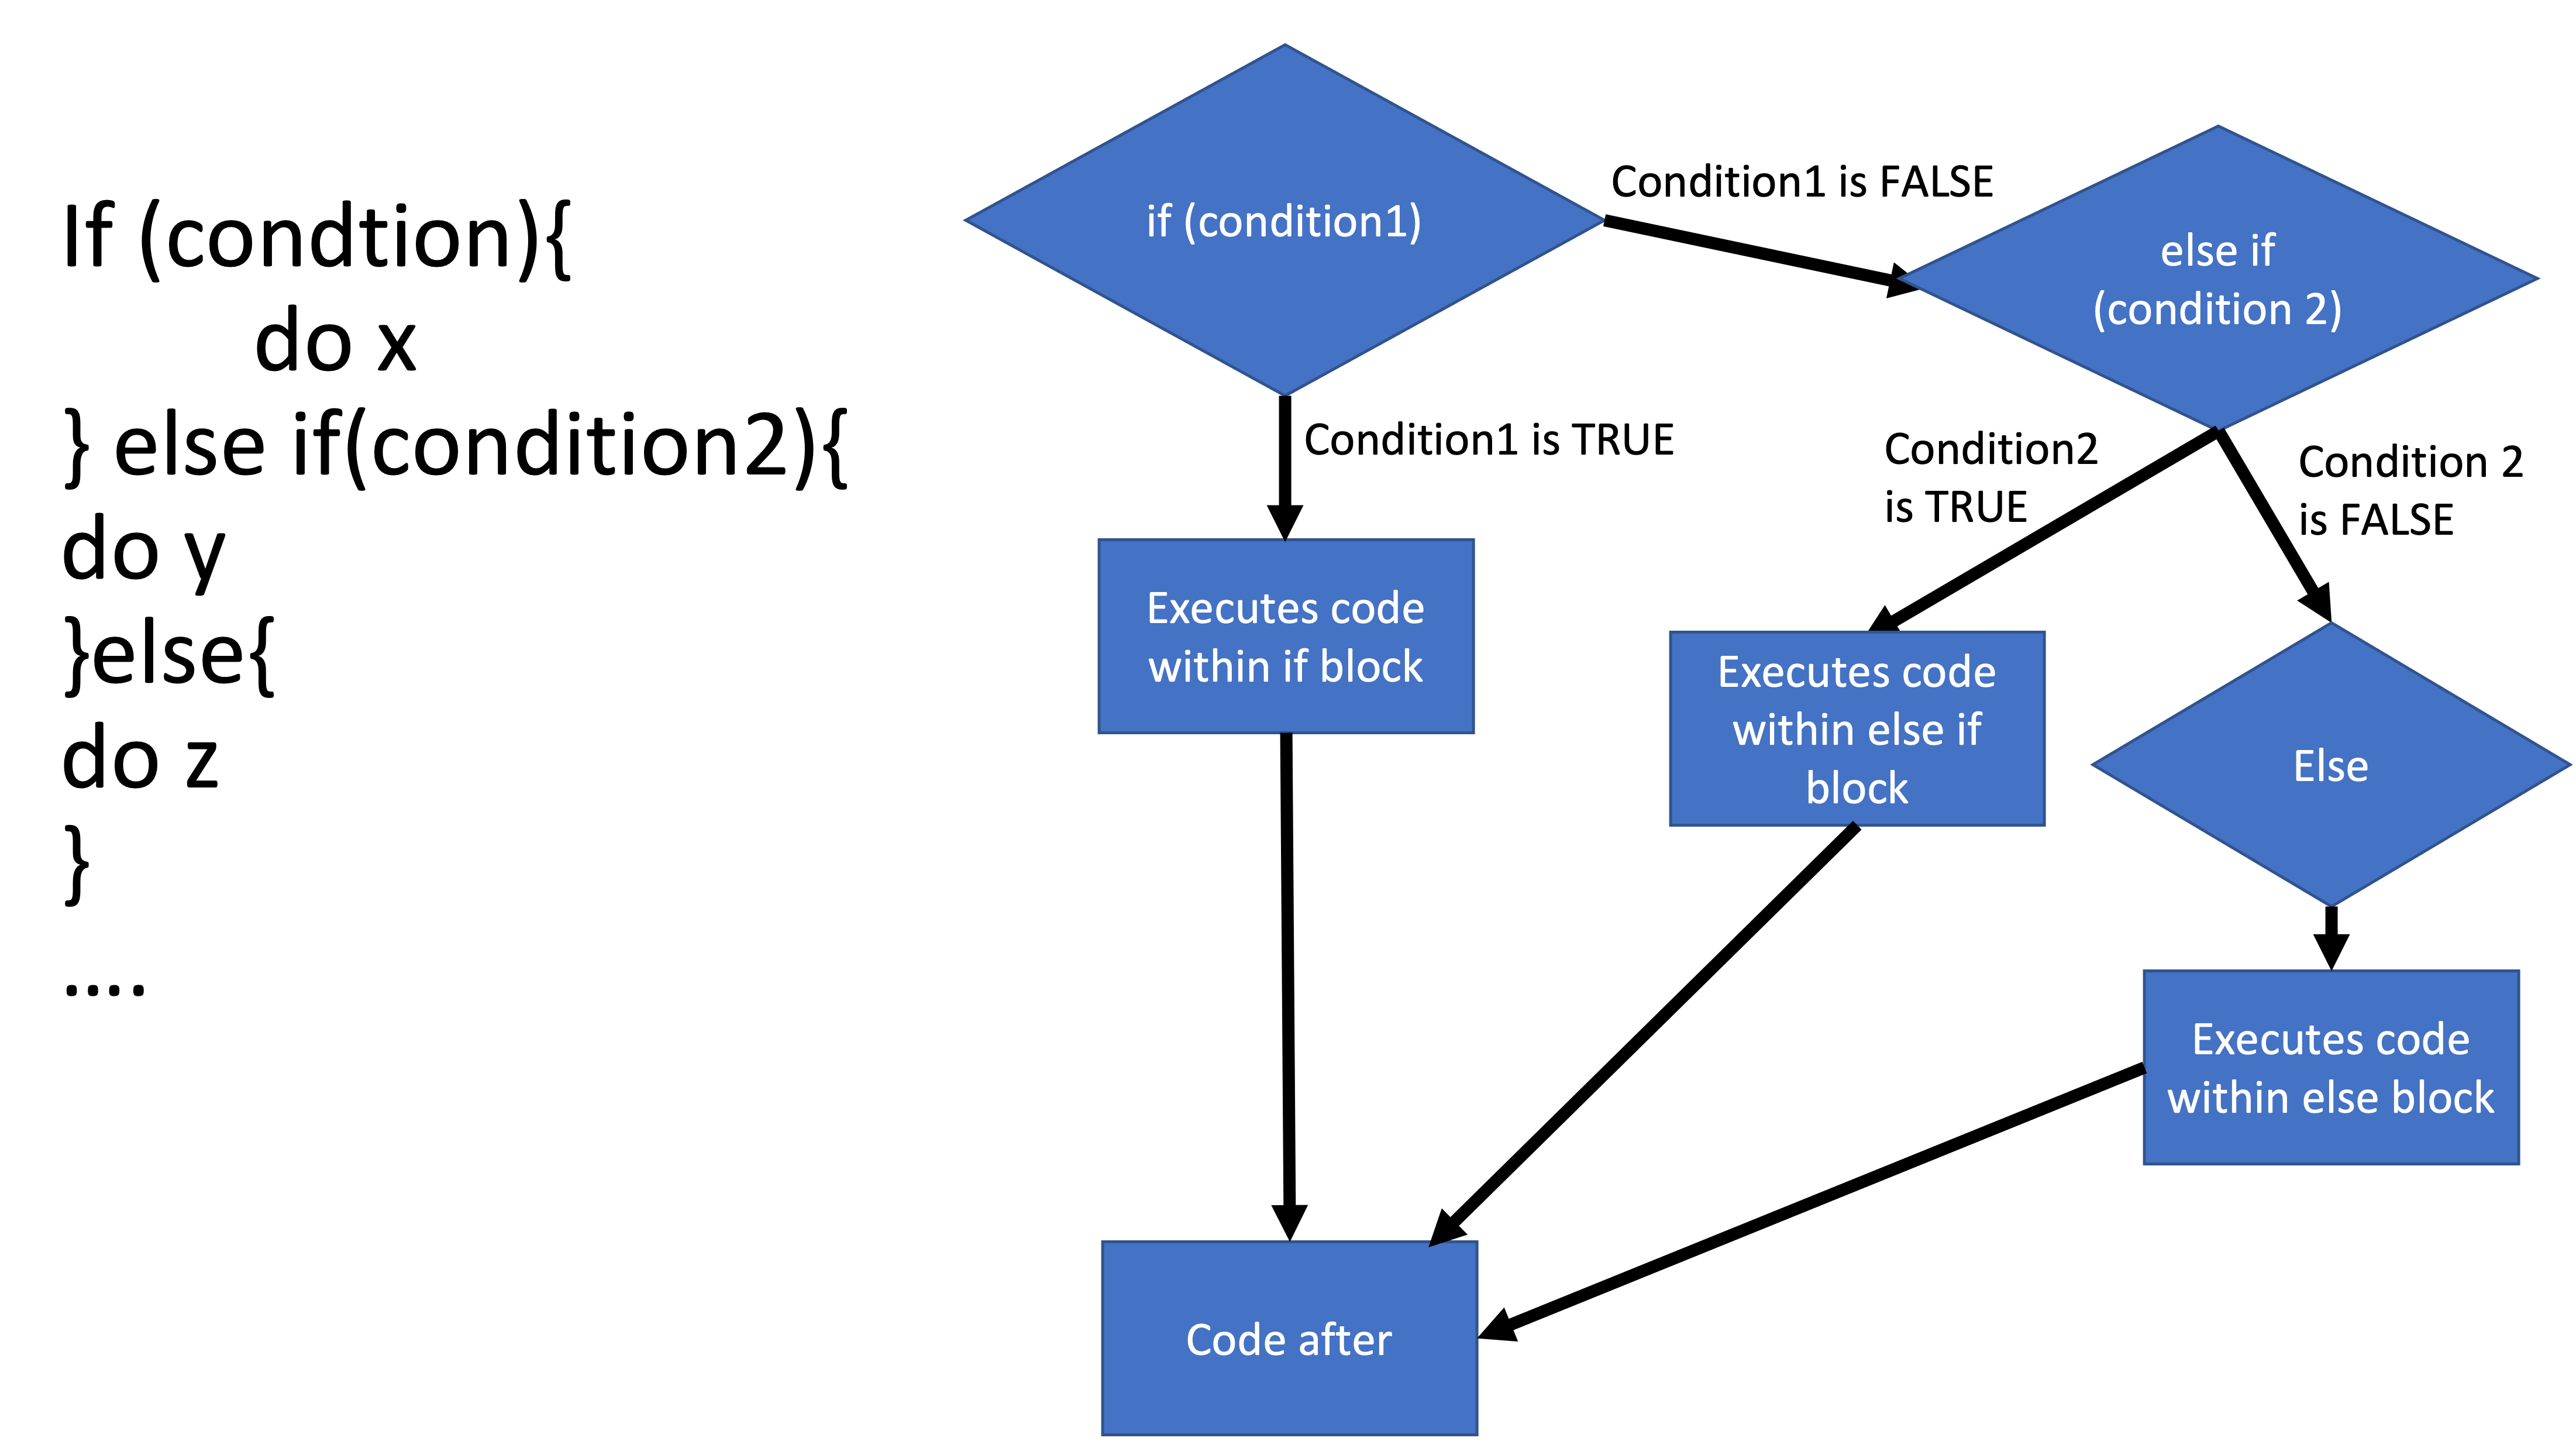 If (condtion){
do x
} else if(condition2){
do y
}else{
do z
}
....
if (condition1)
Condition1 is FALSE
else if
(condition 2)
Condition1 is TRUE
Condition2
is TRUE
Condition 2
is FALSE
Executes code
within if block
Executes code
within else if
block
Else
Executes code
within else block
Code after